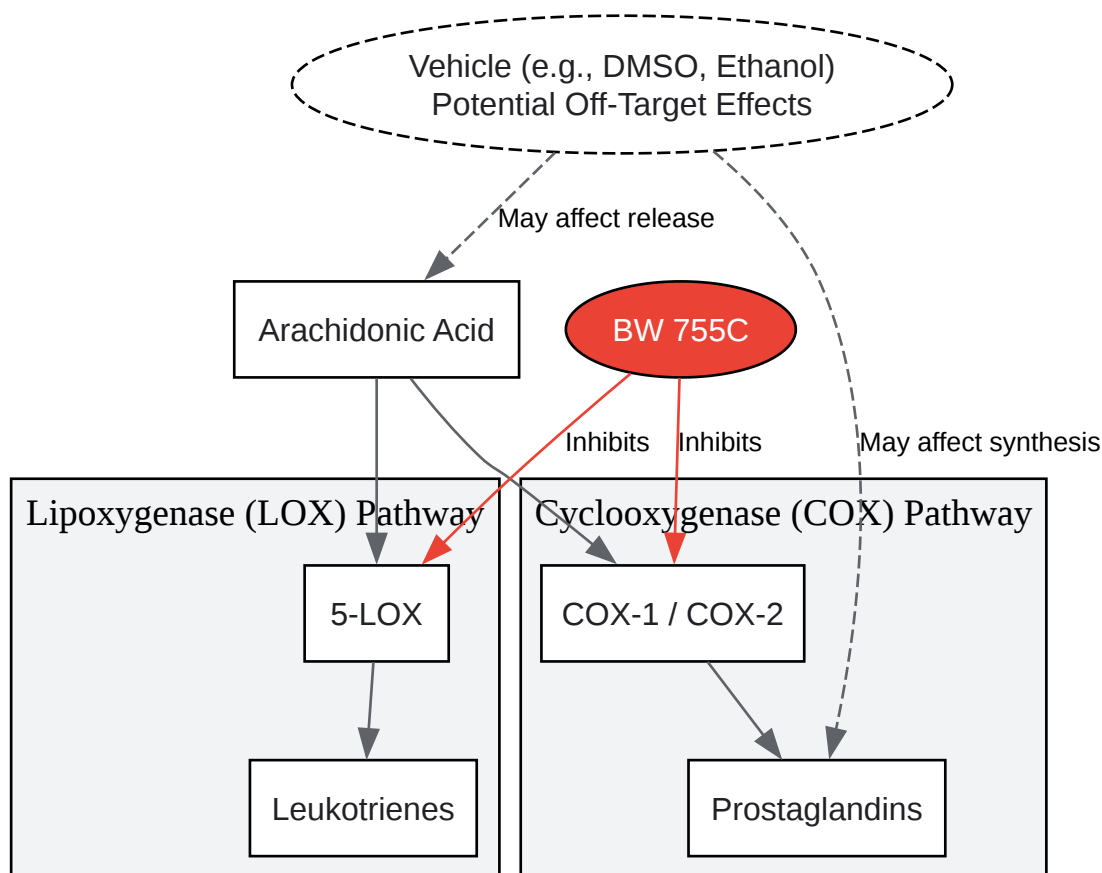 Vehicle (e.g., DMSO, Ethanol)
Potential Off-Target Effects
May affect release
Arachidonic Acid
BW 755C
Inhibits
Inhibits
May affect synthesis
Lipoxygenase (LOX) Pathway
Cyclooxygenase (COX) Pathway
5-LOX
COX-1 / COX-2
Leukotrienes
Prostaglandins